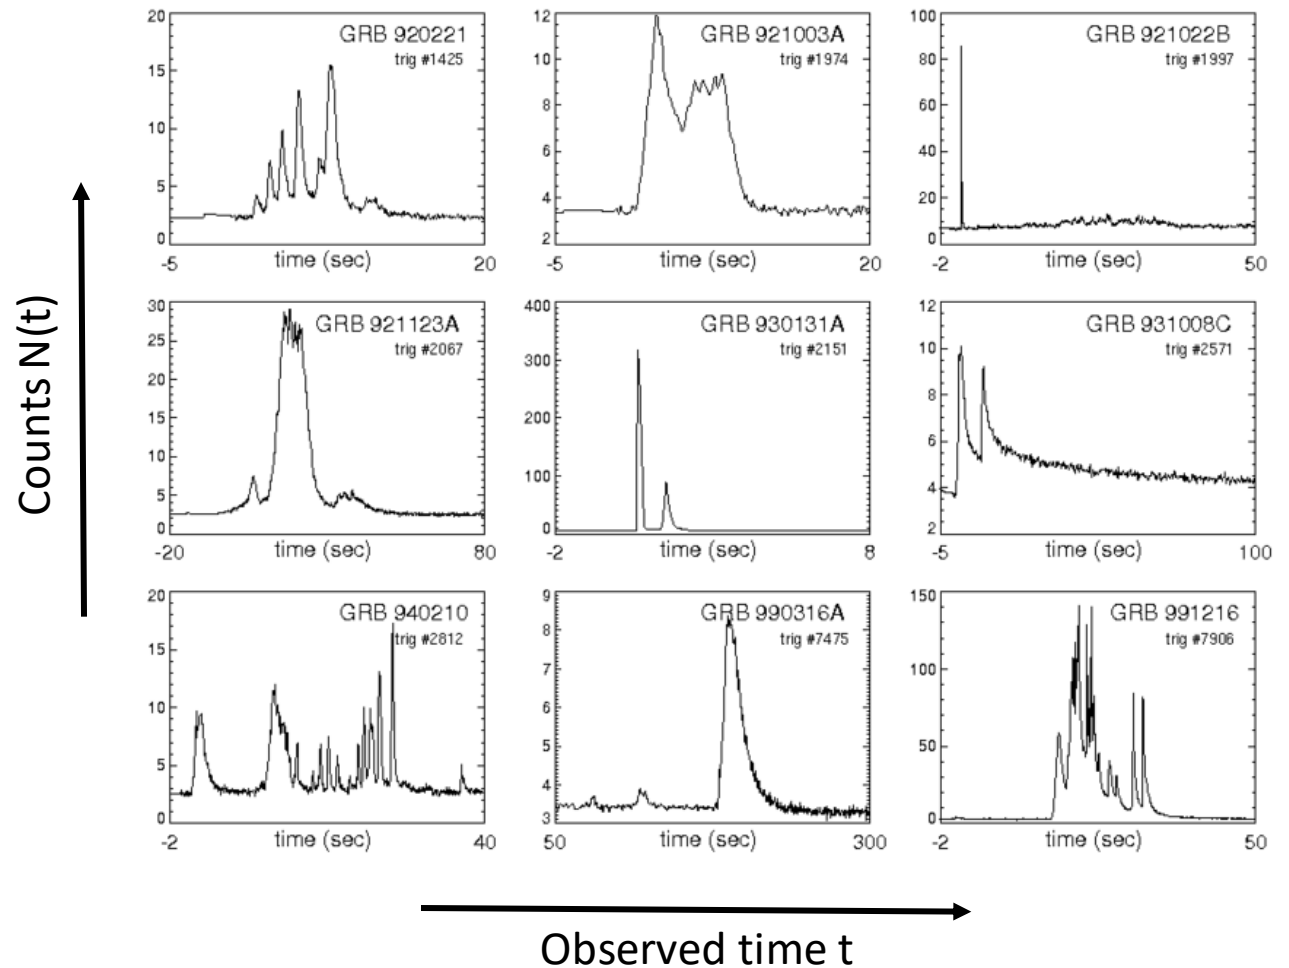 GRB 920221
trig #1425
20
15
10
5
0
-5 time (sec) 20
GRB 921003A
trig #1974
12
10
8
6
4
2
-5 time (sec) 20
GRB 921022B
trig #1997
100
80
60
40
20
0
-2 time (sec) 50
GRB 921123A
trig #2067
30
25
20
15
10
5
0
-20 time (sec) 80
GRB 930131A
trig #2151
400
300
200
100
0
-2 time (sec) 8
GRB 931008C
trig #2571
12
10
8
6
4
2
-5 time (sec) 100
GRB 940210
trig #2812
20
15
10
5
0
-2 time (sec) 40
GRB 990316A
trig #7475
9
8
7
6
5
4
3
50 time (sec) 300
GRB 991216
trig #7906
150
100
50
0
-2 time (sec) 50
Counts N(t)
Observed time t